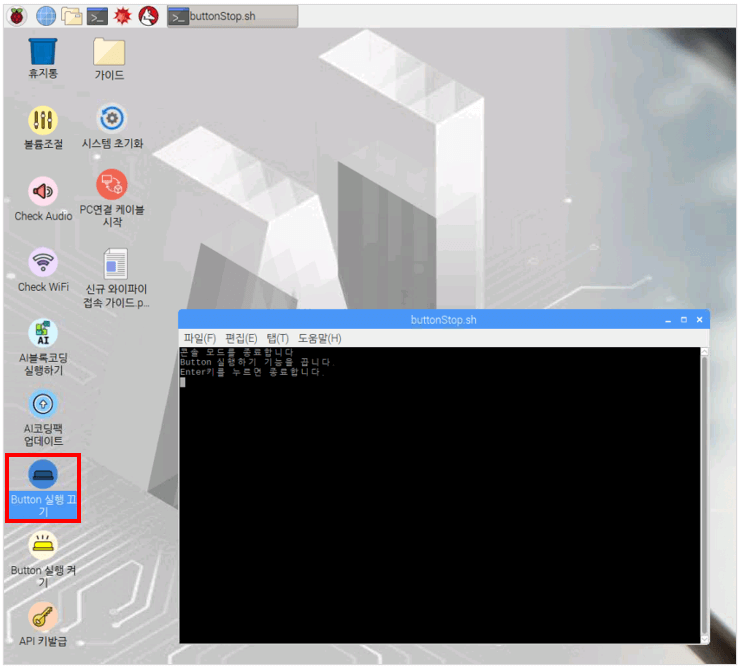 buttonStop.sh
휴지통
가이드
볼륨조절
시스템 초기화
Check Audio
PC연결 케이블
시작
Check WiFi
신규 와이파이
접속 가이드.p...
AI
AI블록코딩
실행하기
AI코딩팩
업데이트
Button 실행 끄
기
Button 실행 켜
기
API 키발급
buttonStop.sh
파일(F) 편집(E) 탭(T) 도움말(H)
콘솔 모드를 종료합니다
Button 실행하기 기능을 끕니다.
Enter키를 누르면 종료합니다.